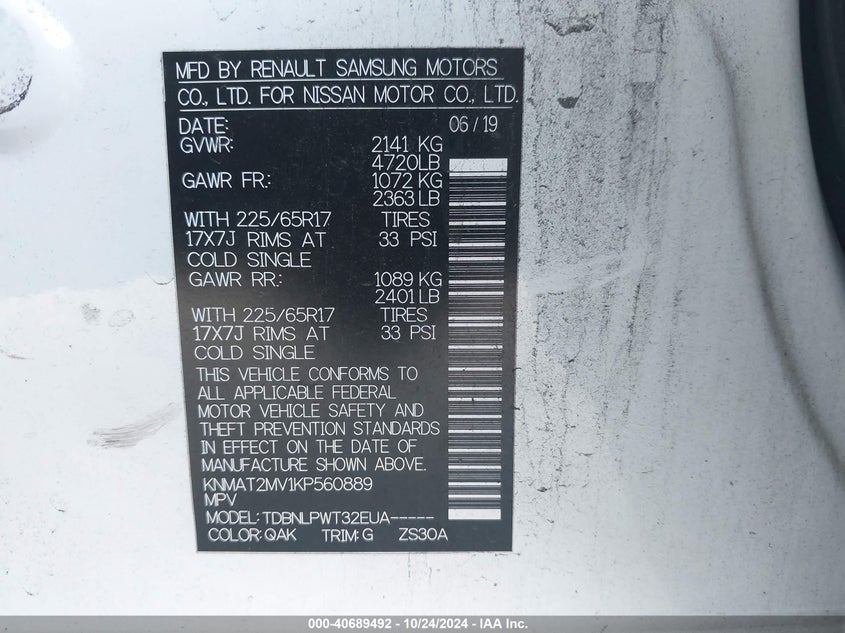 MFD BY RENAULT SAMSUNG MOTORS
CO., LTD. FOR NISSAN MOTOR CO., LTD.
DATE: 06/19
GVWR: 2141 KG
4720LB
GAWR FR.: 1072 KG
2363 LB
WITH 225/65R17 TIRES
17X7J RIMS AT 33 PSI
COLD SINGLE
GAWR RR.: 1089 KG
2401 LB
WITH 225/65R17 TIRES
17X7J RIMS AT 33 PSI
COLD SINGLE
THIS VEHICLE CONFORMS TO
ALL APPLICABLE FEDERAL
MOTOR VEHICLE SAFETY AND
THEFT PREVENTION STANDARDS
IN EFFECT ON THE DATE OF
MANUFACTURE SHOWN ABOVE.
KNMAT2MV1KP560889
MPV
MODEL: TDBNLPWT32EUA-----
COLOR: QAK TRIM: G ZS30A
000-40689492 - 10/24/2024 - IAA Inc.